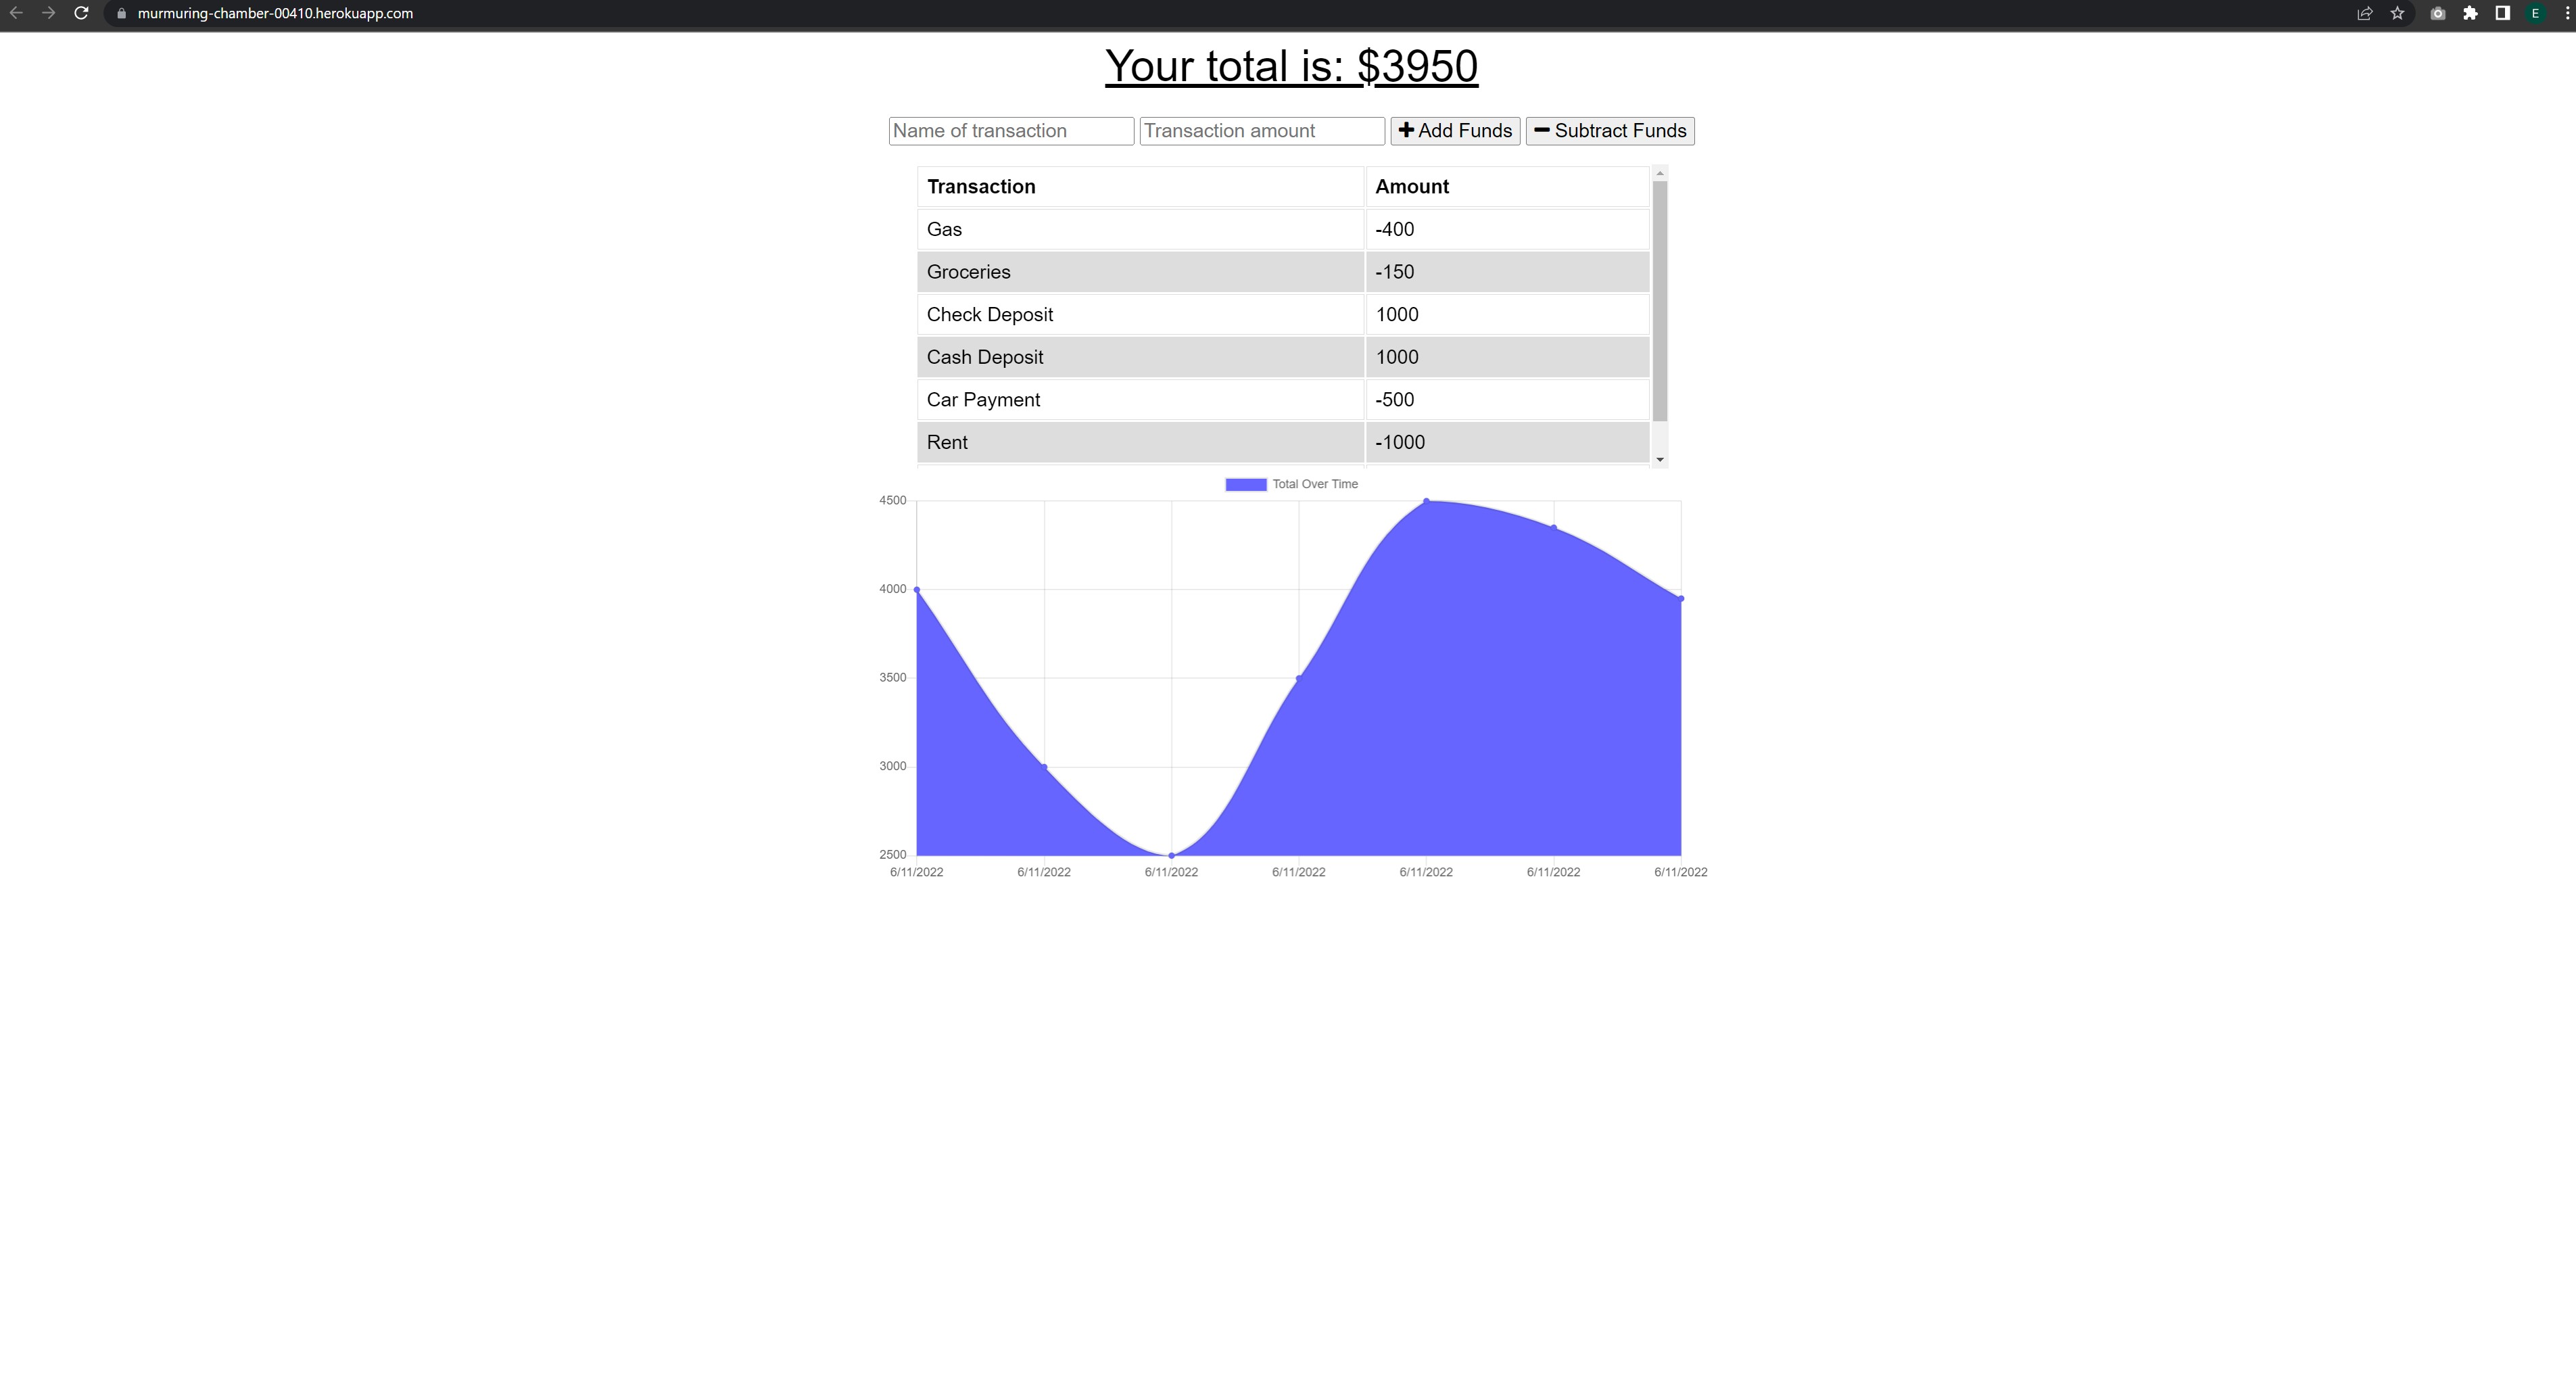 murmuring-chamber-00410.herokuapp.com
E
Your total is: $3950
Name of transaction Transaction amount Add Funds Subtract Funds
Transaction Amount
Gas -400
Groceries -150
Check Deposit 1000
Cash Deposit 1000
Car Payment -500
Rent -1000
Total Over Time
4500
4000
3500
3000
2500
6/11/2022 6/11/2022 6/11/2022 6/11/2022 6/11/2022 6/11/2022 6/11/2022